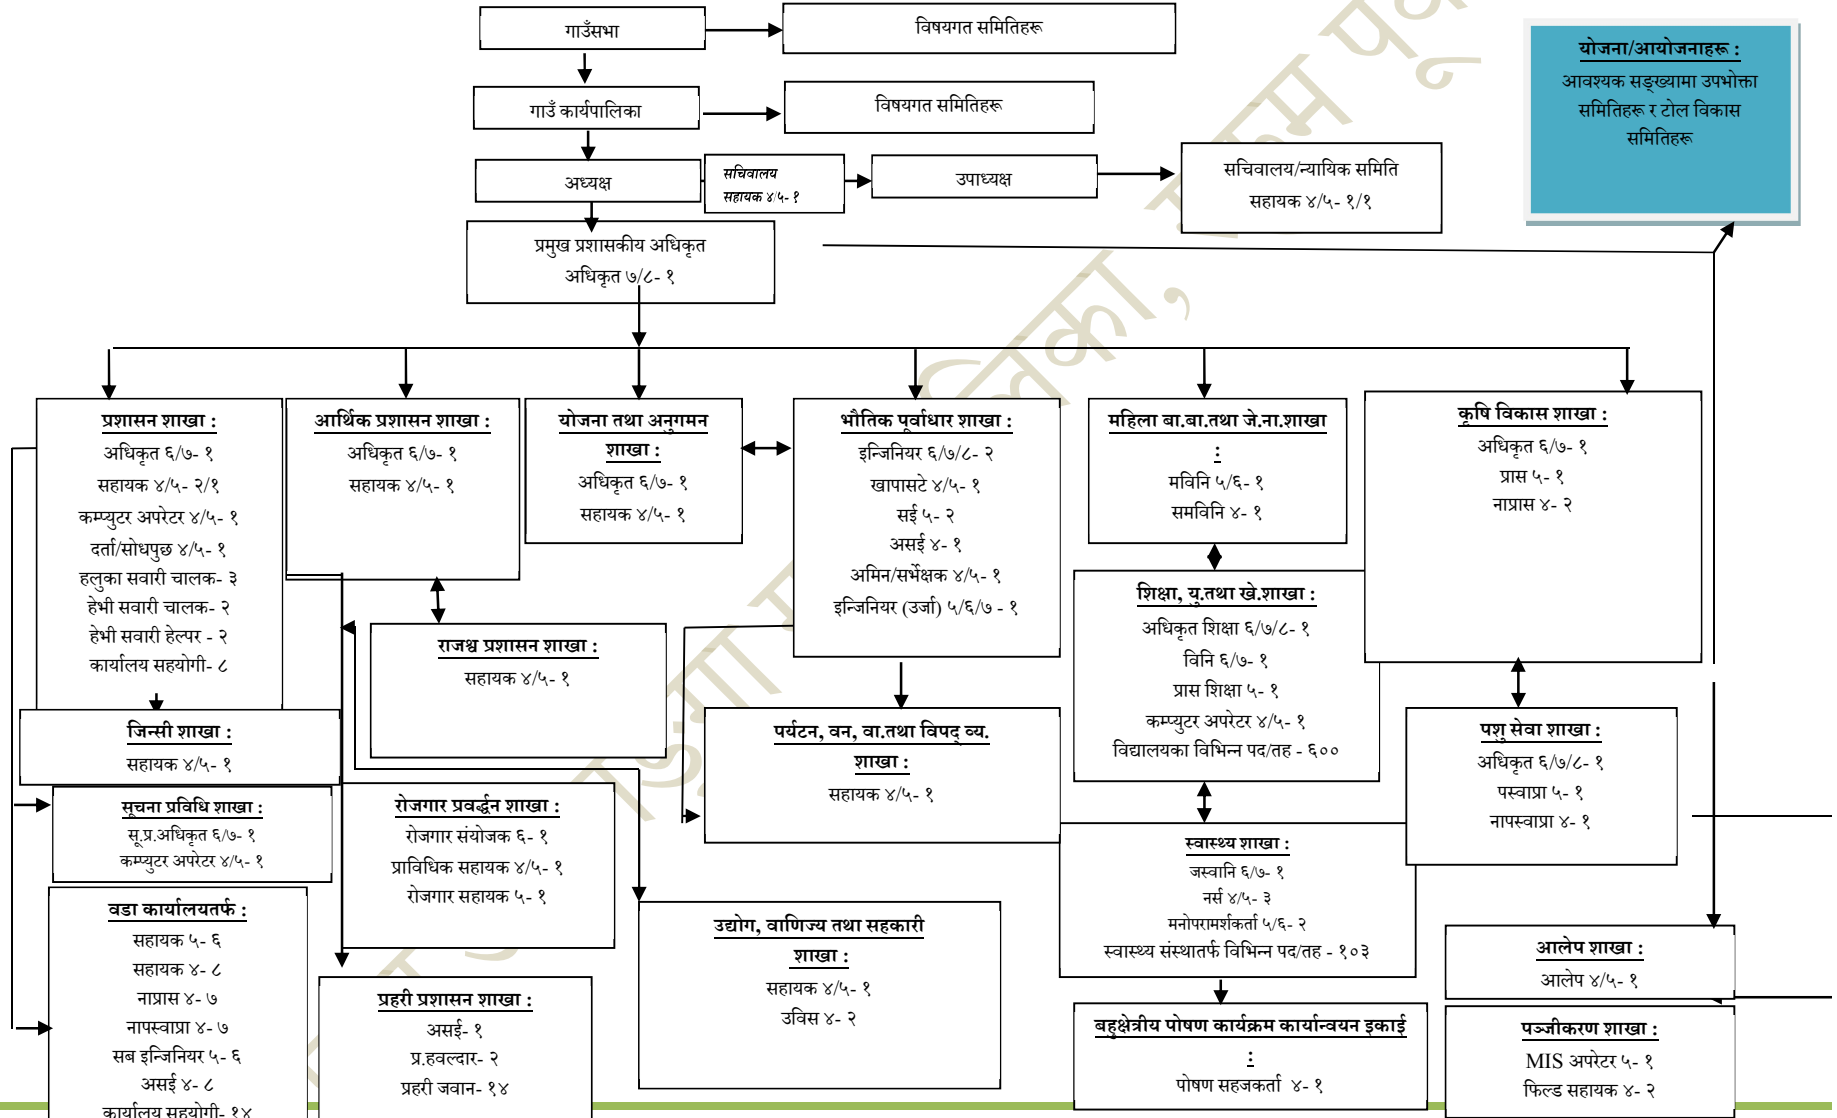 गाउँसभा
विषयगत समितिहरू
गाउँ कार्यपालिका
विषयगत समितिहरू
अध्यक्ष
सचिवालय
सहायक ४/५- १
उपाध्यक्ष
सचिवालय/न्यायिक समिति
सहायक ४/५- १/१
योजना/आयोजनाहरू :
आवश्यक सङ्ख्यामा उपभोक्ता
समितिहरू र टोल विकास
समितिहरू
प्रमुख प्रशासकीय अधिकृत
अधिकृत ७/८- १
प्रशासन शाखा :
अधिकृत ६/७- १
सहायक ४/५- २/१
कम्प्युटर अपरेटर ४/५- १
दर्ता/सोधपुछ ४/५- १
हलुका सवारी चालक- ३
हेभी सवारी चालक- २
हेभी सवारी हेल्पर - २
कार्यालय सहयोगी- ८
आर्थिक प्रशासन शाखा :
अधिकृत ६/७- १
सहायक ४/५- १
योजना तथा अनुगमन
शाखा :
अधिकृत ६/७- १
सहायक ४/५- १
भौतिक पूर्वाधार शाखा :
इन्जिनियर ६/७/८- २
खापासटे ४/५- १
सई ५- २
असई ४- १
अमिन/सर्भेक्षक ४/५- १
इन्जिनियर (उर्जा) ५/६/७ - १
महिला बा.बा.तथा जे.ना.शाखा
:
मविनि ५/६- १
समविनि ४- १
कृषि विकास शाखा :
अधिकृत ६/७- १
प्रास ५- १
नाप्रास ४- २
शिक्षा, यु.तथा खे.शाखा :
अधिकृत शिक्षा ६/७/८- १
विनि ६/७- १
प्रास शिक्षा ५- १
कम्प्युटर अपरेटर ४/५- १
विद्यालयका विभिन्न पद/तह - ६००
राजश्व प्रशासन शाखा :
सहायक ४/५- १
जिन्सी शाखा :
सहायक ४/५- १
पर्यटन, वन, वा.तथा विपद् व्य.
शाखा :
सहायक ४/५- १
पशु सेवा शाखा :
अधिकृत ६/७/८- १
पस्वाप्रा ५- १
नापस्वाप्रा ४- १
सूचना प्रविधि शाखा :
सू.प्र.अधिकृत ६/७- १
कम्प्युटर अपरेटर ४/५- १
रोजगार प्रवर्द्धन शाखा :
रोजगार संयोजक ६- १
प्राविधिक सहायक ४/५- १
रोजगार सहायक ५- १
स्वास्थ्य शाखा :
जस्वानि ६/७- १
नर्स ४/५- ३
मनोपरामर्शकर्ता ५/६- २
स्वास्थ्य संस्थातर्फ विभिन्न पद/तह - १०३
वडा कार्यालयतर्फ :
सहायक ५- ६
सहायक ४- ८
नाप्रास ४- ७
नापस्वाप्रा ४- ७
सब इन्जिनियर ५- ६
असई ४- ८
कार्यालय सहयोगी- १४
उद्योग, वाणिज्य तथा सहकारी
शाखा :
सहायक ४/५- १
उविस ४- २
आलेप शाखा :
आलेप ४/५- १
प्रहरी प्रशासन शाखा :
असई- १
प्र.हवल्दार- २
प्रहरी जवान- १४
बहुक्षेत्रीय पोषण कार्यक्रम कार्यान्वयन इकाई
:
पोषण सहजकर्ता ४- १
पञ्जीकरण शाखा :
MIS अपरेटर ५- १
फिल्ड सहायक ४- २